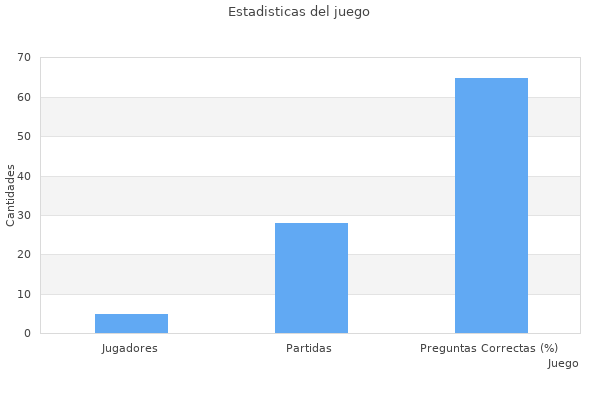 Estadisticas del juego
Cantidades
70
60
50
40
30
20
10
0
Jugadores
Partidas
Preguntas Correctas (%)
Juego